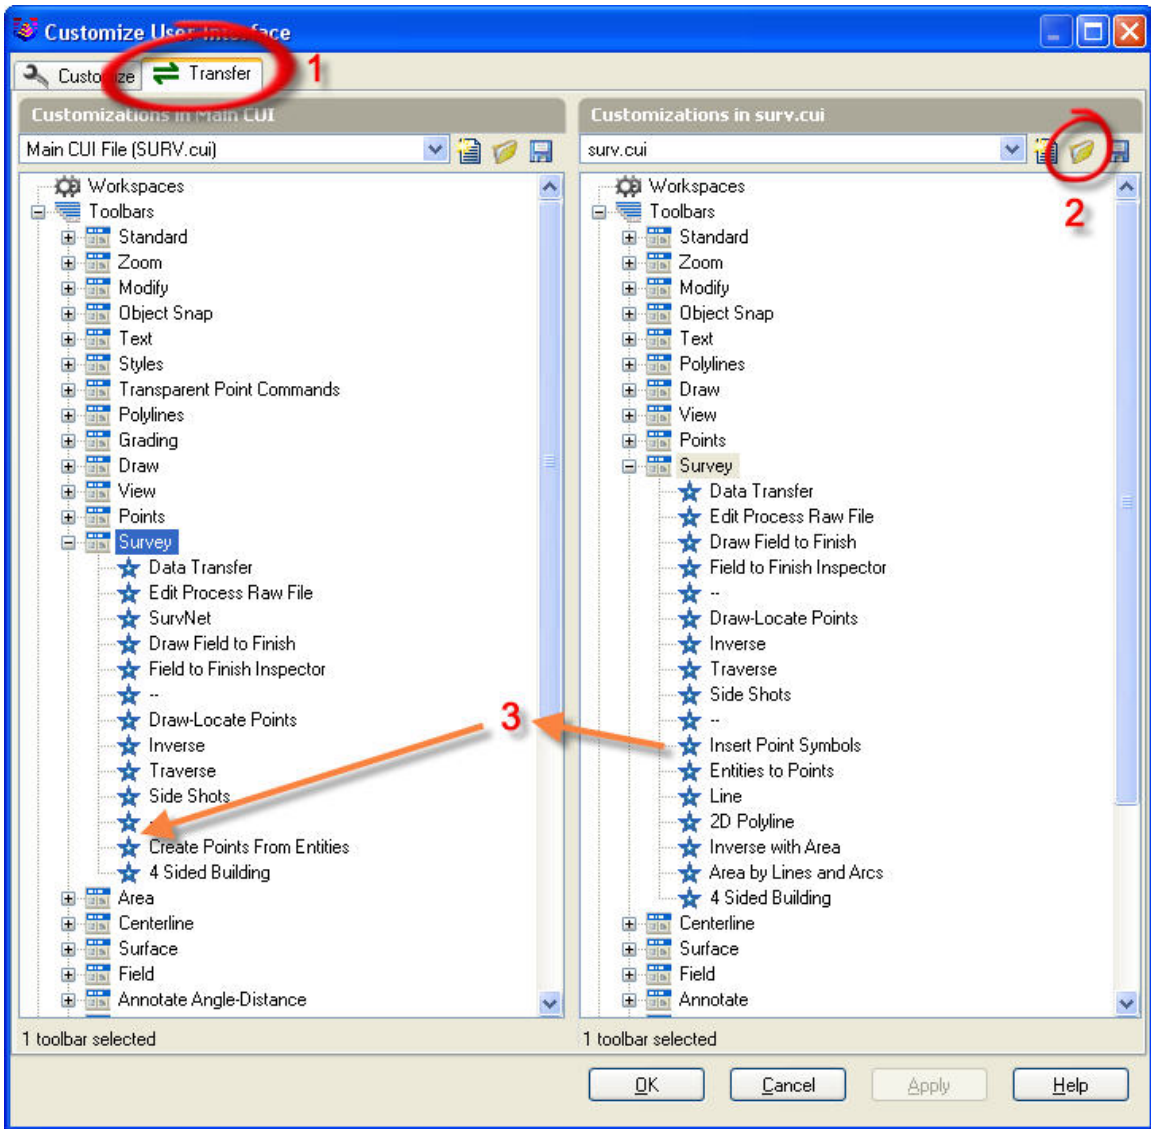 Customize User Interface
Customize
Transfer
1
Customizations in Main CUI
Main CUI File (SURV.cui)
Workspaces
Toolbars
Standard
Zoom
Modify
Object Snap
Text
Styles
Transparent Point Commands
Polylines
Grading
Draw
View
Points
Survey
Data Transfer
Edit Process Raw File
SurvNet
Draw Field to Finish
Field to Finish Inspector
--
Draw-Locate Points
Inverse
Traverse
Side Shots
Create Points From Entities
4 Sided Building
Area
Centerline
Surface
Field
Annotate Angle-Distance
1 toolbar selected
3
Customizations in surv.cui
surv.cui
2
Workspaces
Toolbars
Standard
Zoom
Modify
Object Snap
Text
Polylines
Draw
View
Points
Survey
Data Transfer
Edit Process Raw File
Draw Field to Finish
Field to Finish Inspector
--
Draw-Locate Points
Inverse
Traverse
Side Shots
--
Insert Point Symbols
Entities to Points
Line
2D Polyline
Inverse with Area
Area by Lines and Arcs
4 Sided Building
Centerline
Surface
Field
Annotate
1 toolbar selected
OK
Cancel
Apply
Help